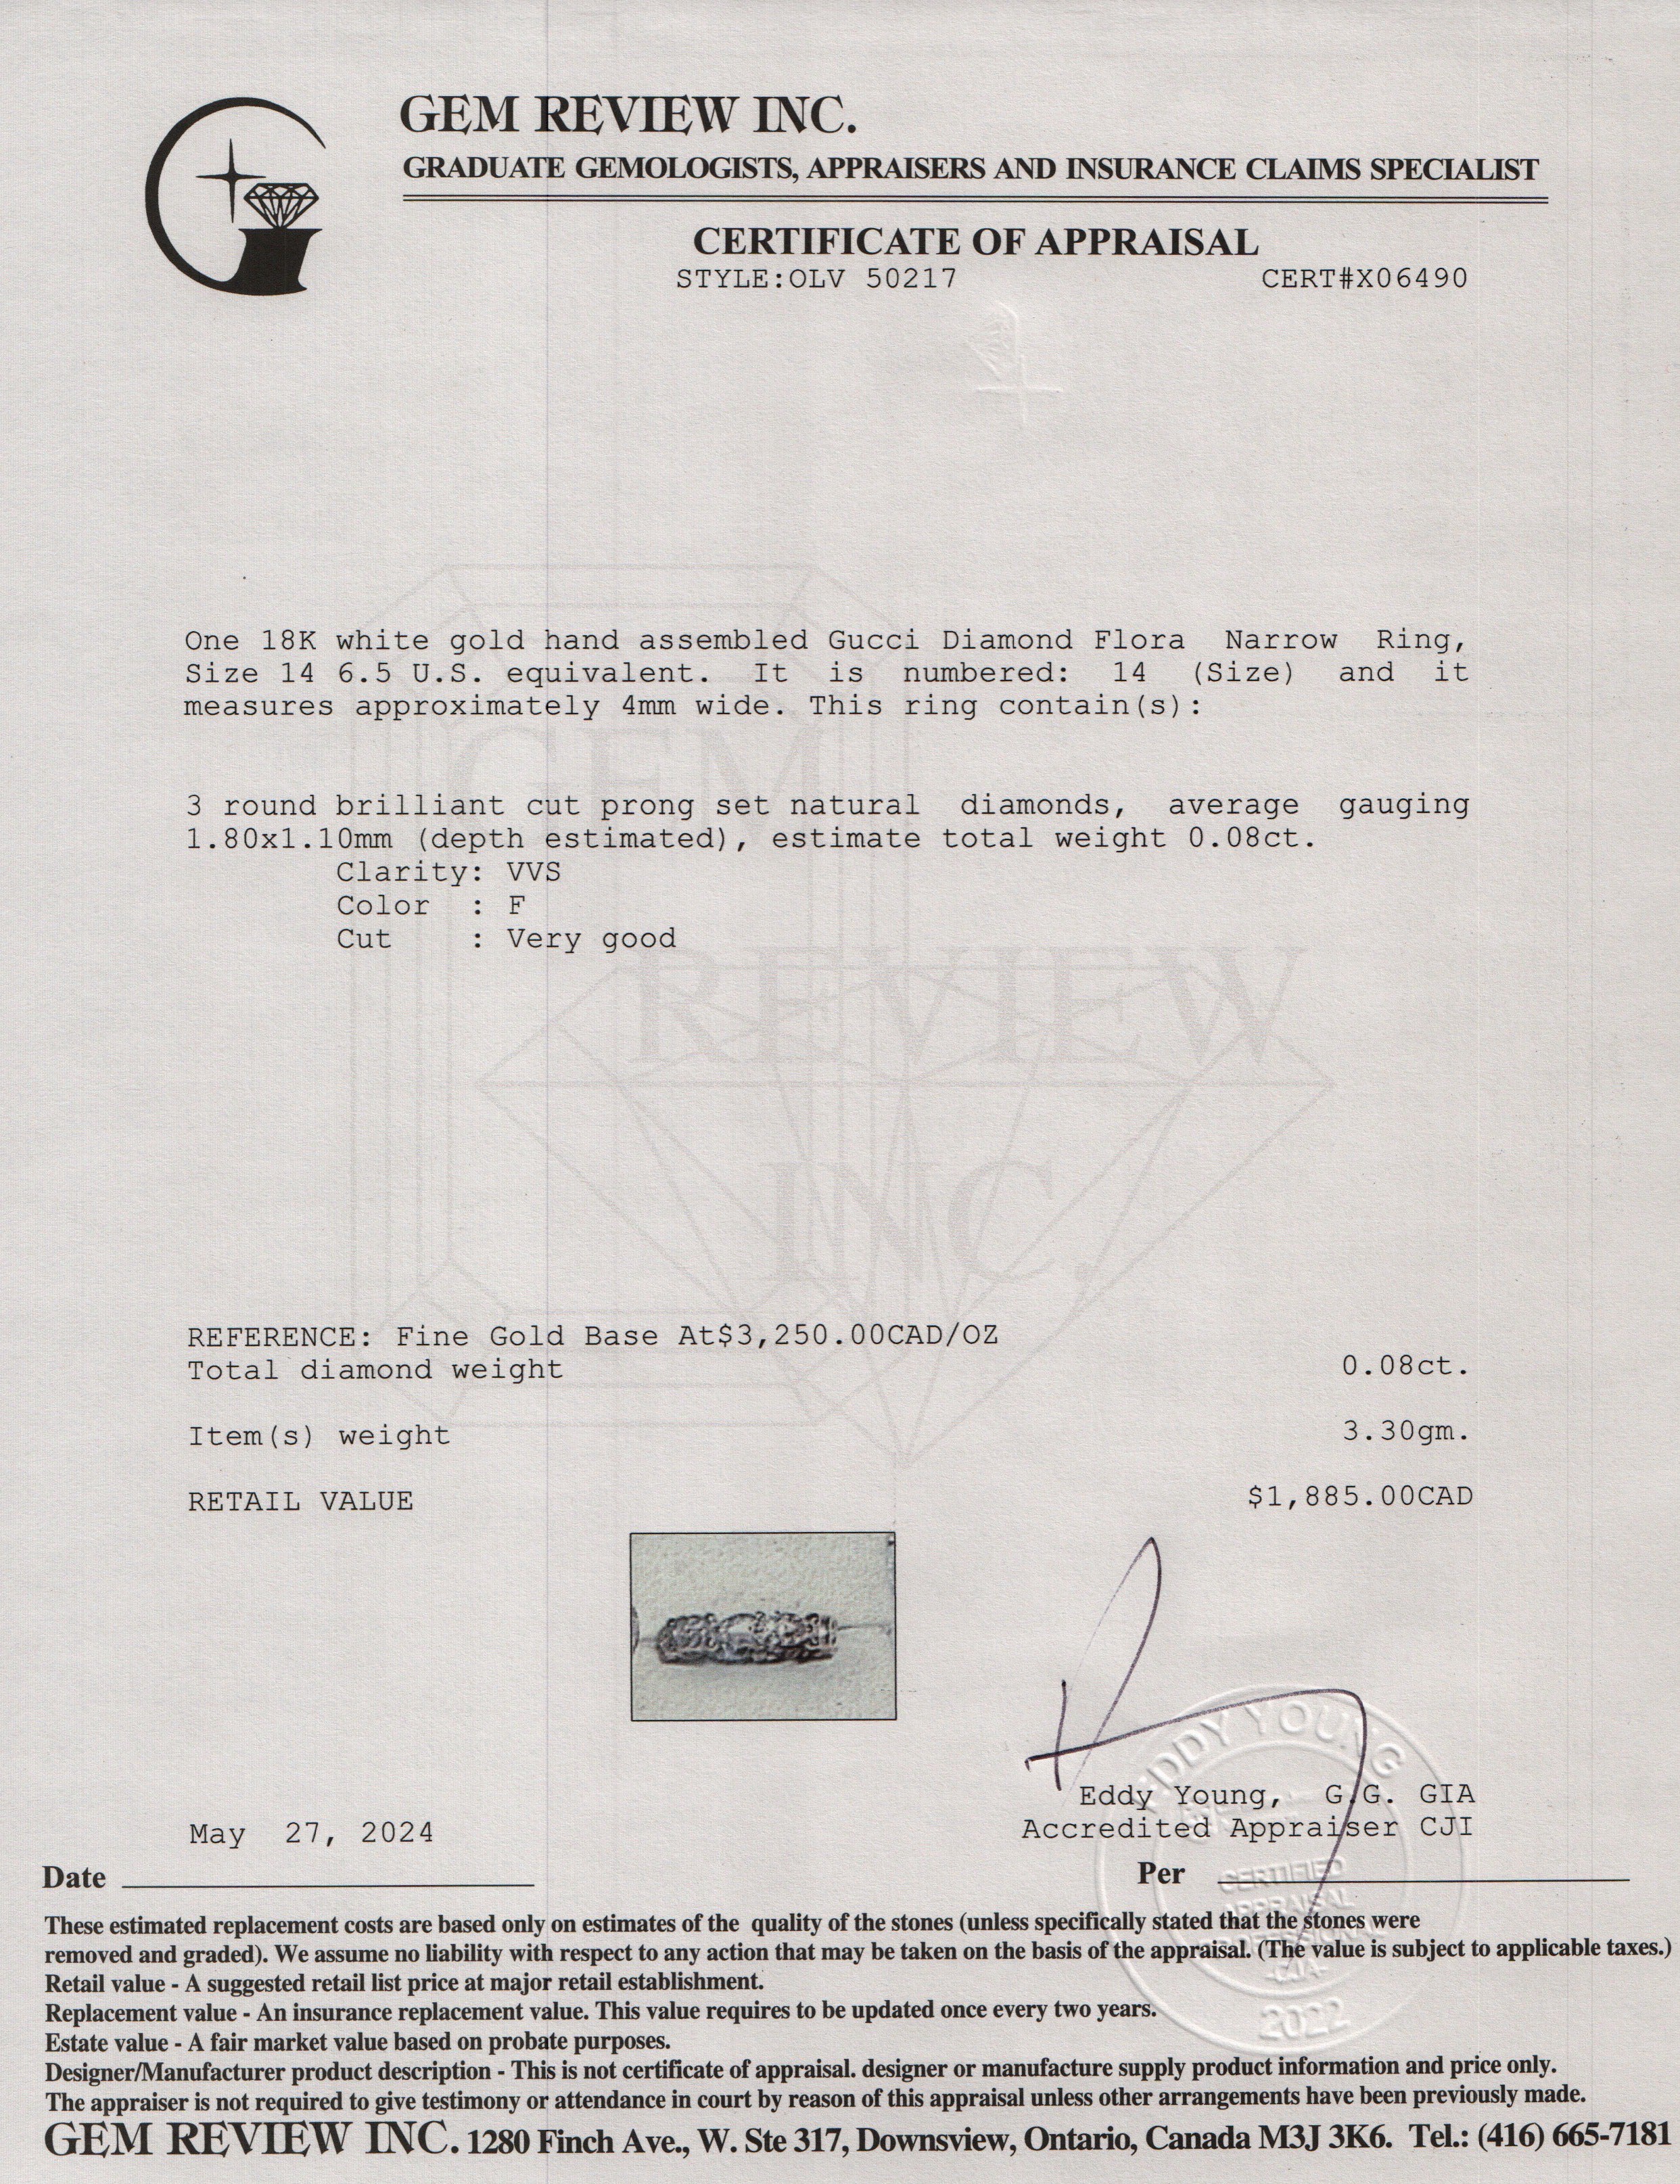 GEM REVIEW INC.
GRADUATE GEMOLOGISTS, APPRAISERS AND INSURANCE CLAIMS SPECIALIST
CERTIFICATE OF APPRAISAL
STYLE:OLV 50217 CERT#X06490
One 18K white gold hand assembled Gucci Diamond Flora Narrow Ring,
Size 14 6.5 U.S. equivalent. It is numbered: 14 (Size) and it
measures approximately 4mm wide. This ring contain(s):
GEM
3 round brilliant cut prong set natural diamonds, average gauging
1.80x1.10mm (depth estimated), estimate total weight 0.08ct.
Clarity: VVS
Color : F
Cut : Very good
REVIEW
INC.
REFERENCE: Fine Gold Base At$3,250.00CAD/OZ
Total diamond weight 0.08ct.
Item(s) weight 3.30gm.
RETAIL VALUE $1,885.00CAD
EDDY YOUNG
Eddy Young, G.G. GIA
May 27, 2024 Accredited Appraiser CJI
Date Per
CERTIFIED
APPRAISAL
PROFESSIONAL
-CJA-
2022
These estimated replacement costs are based only on estimates of the quality of the stones (unless specifically stated that the stones were
removed and graded). We assume no liability with respect to any action that may be taken on the basis of the appraisal. (The value is subject to applicable taxes.)
Retail value - A suggested retail list price at major retail establishment.
Replacement value - An insurance replacement value. This value requires to be updated once every two years.
Estate value - A fair market value based on probate purposes.
Designer/Manufacturer product description - This is not certificate of appraisal. designer or manufacture supply product information and price only.
The appraiser is not required to give testimony or attendance in court by reason of this appraisal unless other arrangements have been previously made.
GEM REVIEW INC. 1280 Finch Ave., W. Ste 317, Downsview, Ontario, Canada M3J 3K6. Tel.: (416) 665-7181